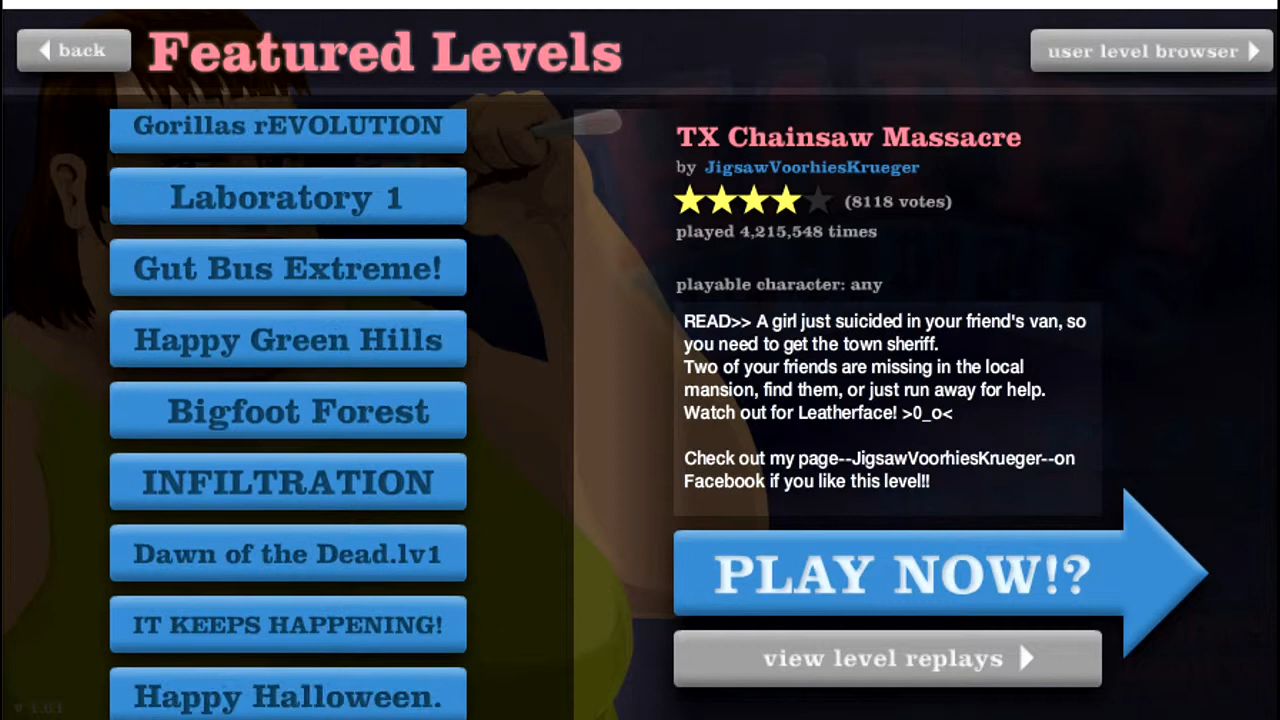 back
Featured Levels
user level browser
Gorillas rEVOLUTION
Laboratory 1
Gut Bus Extreme!
Happy Green Hills
Bigfoot Forest
INFILTRATION
Dawn of the Dead.lv1
IT KEEPS HAPPENING!
Happy Halloween.
TX Chainsaw Massacre
by JigsawVoorhiesKrueger
(8118 votes)
played 4,215,548 times
playable character: any
READ>> A girl just suicided in your friend's van, so
you need to get the town sheriff.
Two of your friends are missing in the local
mansion, find them, or just run away for help.
Watch out for Leatherface! >0_o<
Check out my page--JigsawVoorhiesKrueger--on
Facebook if you like this level!!
PLAY NOW!?
view level replays